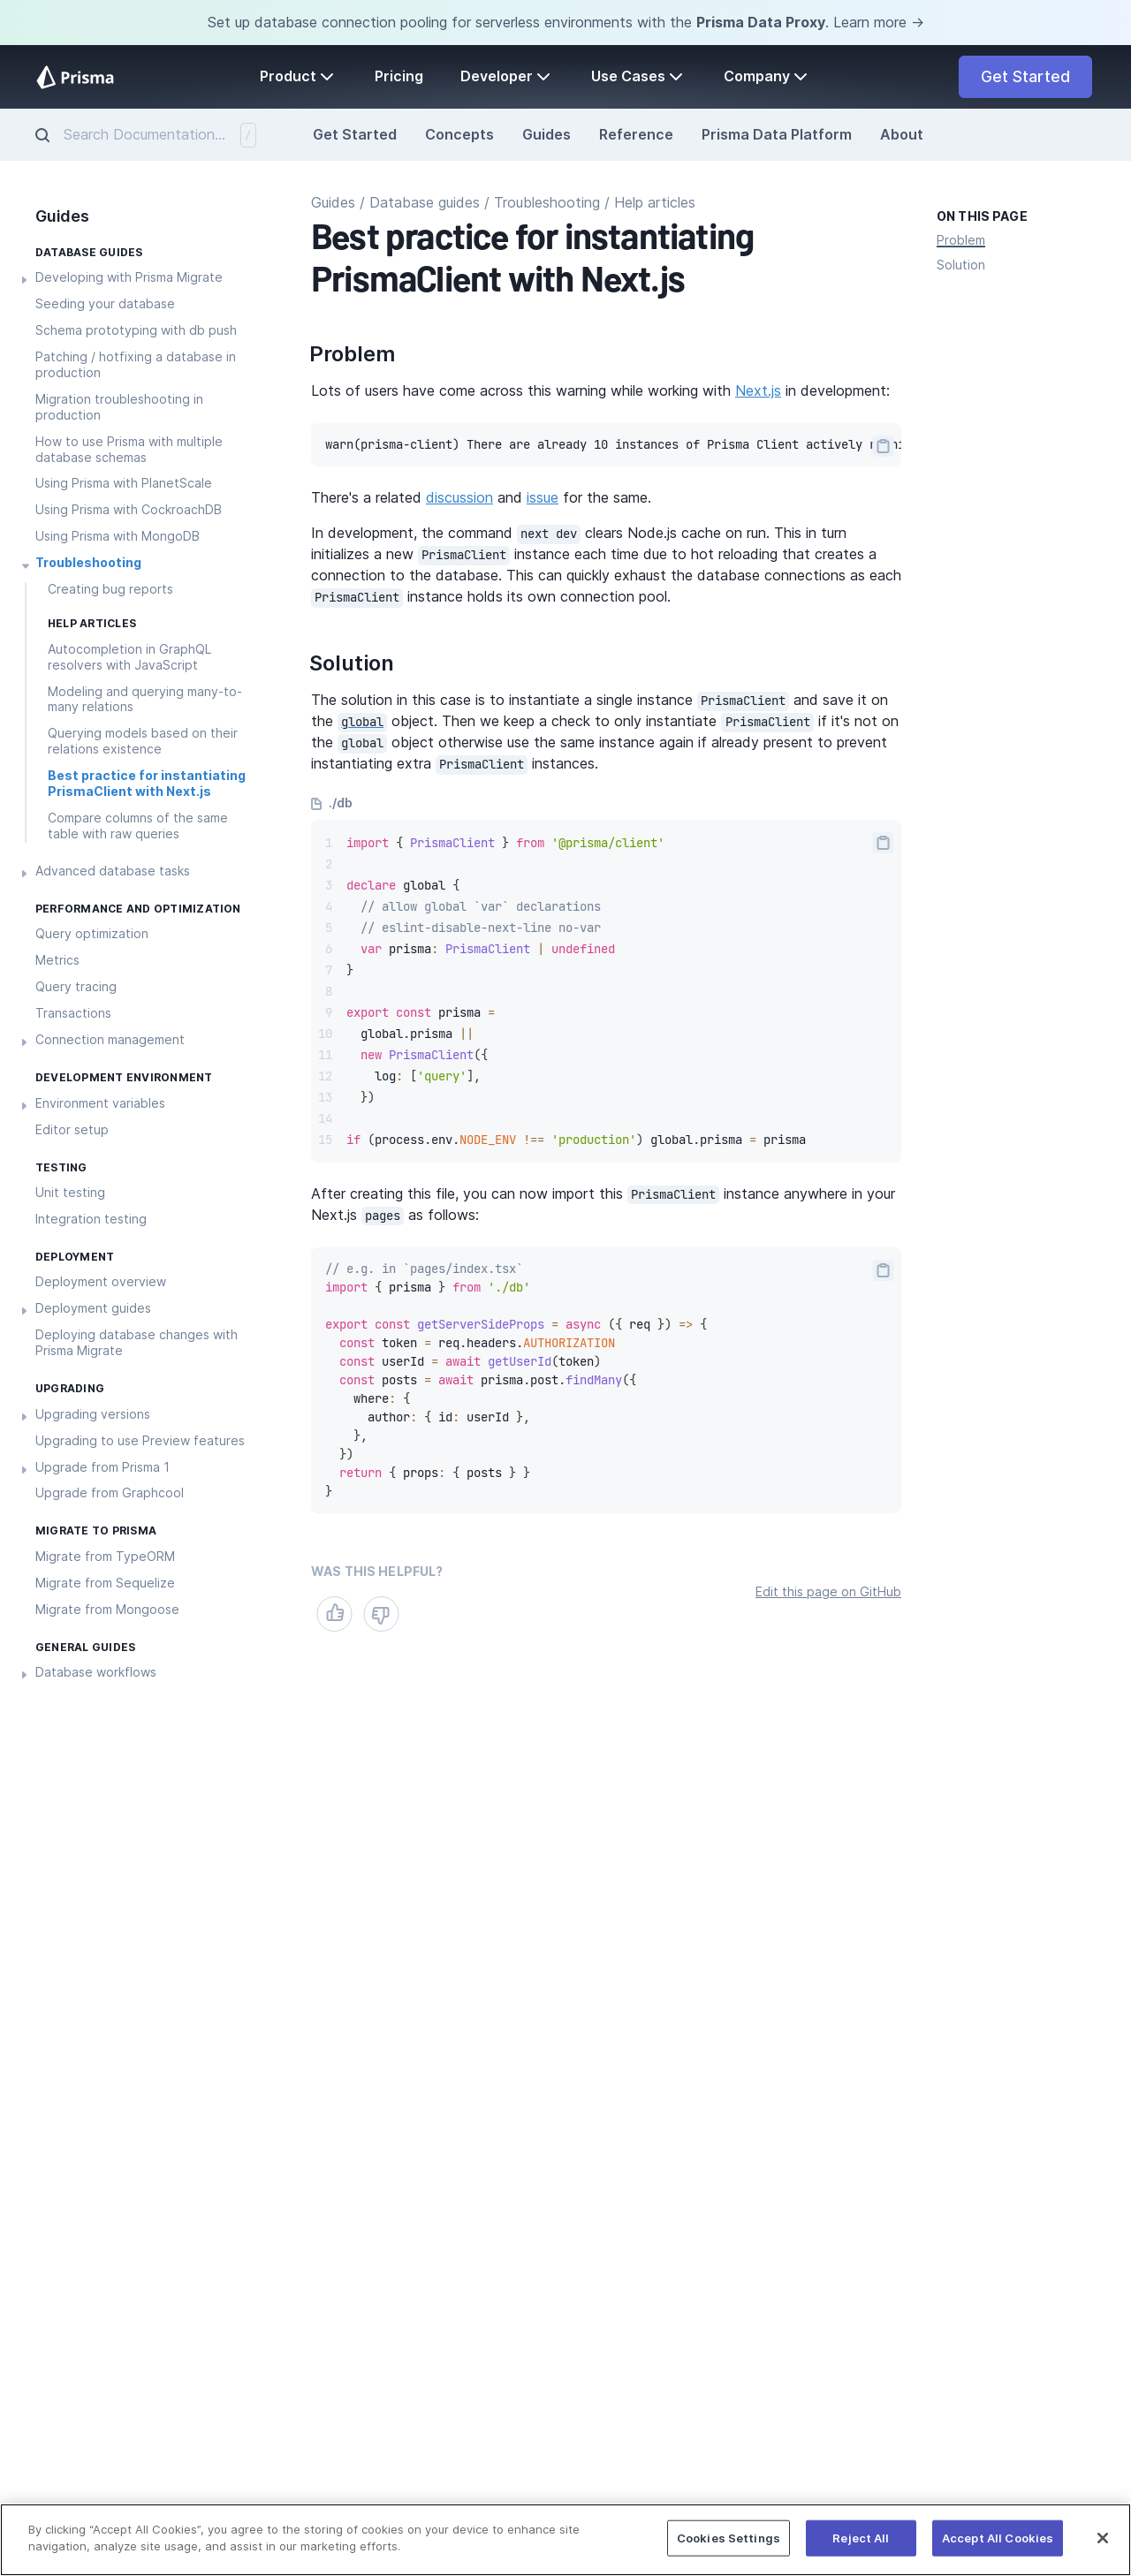 Set up database connection pooling for serverless environments with the Prisma Data Proxy. Learn more →
Prisma
Product
Pricing
Developer
Use Cases
Company
Get Started
Search Documentation...
/
Get Started
Concepts
Guides
Reference
Prisma Data Platform
About
Guides
DATABASE GUIDES
Developing with Prisma Migrate
Seeding your database
Schema prototyping with db push
Patching / hotfixing a database in
production
Migration troubleshooting in
production
How to use Prisma with multiple
database schemas
Using Prisma with PlanetScale
Using Prisma with CockroachDB
Using Prisma with MongoDB
Troubleshooting
Creating bug reports
HELP ARTICLES
Autocompletion in GraphQL
resolvers with JavaScript
Modeling and querying many-to-
many relations
Querying models based on their
relations existence
Best practice for instantiating
PrismaClient with Next.js
Compare columns of the same
table with raw queries
Advanced database tasks
PERFORMANCE AND OPTIMIZATION
Query optimization
Metrics
Query tracing
Transactions
Connection management
DEVELOPMENT ENVIRONMENT
Environment variables
Editor setup
TESTING
Unit testing
Integration testing
DEPLOYMENT
Deployment overview
Deployment guides
Deploying database changes with
Prisma Migrate
UPGRADING
Upgrading versions
Upgrading to use Preview features
Upgrade from Prisma 1
Upgrade from Graphcool
MIGRATE TO PRISMA
Migrate from TypeORM
Migrate from Sequelize
Migrate from Mongoose
GENERAL GUIDES
Database workflows
Guides / Database guides / Troubleshooting / Help articles
Best practice for instantiating
PrismaClient with Next.js
Problem
Lots of users have come across this warning while working with Next.js in development:
warn(prisma-client) There are already 10 instances of Prisma Client actively
There's a related discussion and issue for the same.
In development, the command next dev clears Node.js cache on run. This in turn
initializes a new PrismaClient instance each time due to hot reloading that creates a
connection to the database. This can quickly exhaust the database connections as each
PrismaClient instance holds its own connection pool.
Solution
The solution in this case is to instantiate a single instance PrismaClient and save it on
the global object. Then we keep a check to only instantiate PrismaClient if it's not on
the global object otherwise use the same instance again if already present to prevent
instantiating extra PrismaClient instances.
./db
1 import { PrismaClient } from '@prisma/client'
2
3 declare global {
4   // allow global `var` declarations
5   // eslint-disable-next-line no-var
6   var prisma: PrismaClient | undefined
7 }
8
9 export const prisma =
10   global.prisma ||
11   new PrismaClient({
12     log: ['query'],
13   })
14
15 if (process.env.NODE_ENV !== 'production') global.prisma = prisma
After creating this file, you can now import this PrismaClient instance anywhere in your
Next.js pages as follows:
// e.g. in `pages/index.tsx`
import { prisma } from './db'
export const getServerSideProps = async ({ req }) => {
  const token = req.headers.AUTHORIZATION
  const userId = await getUserId(token)
  const posts = await prisma.post.findMany({
    where: {
      author: { id: userId },
    },
  })
  return { props: { posts } }
}
WAS THIS HELPFUL?
Edit this page on GitHub
ON THIS PAGE
Problem
Solution
By clicking “Accept All Cookies”, you agree to the storing of cookies on your device to enhance site
navigation, analyze site usage, and assist in our marketing efforts.
Cookies Settings
Reject All
Accept All Cookies